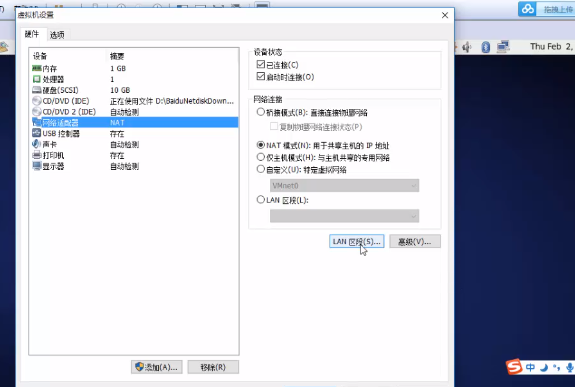 虚拟机设置
拖拽上传
硬件 选项
Thu Feb 2,
设备 摘要
内存 1 GB
处理器 1
硬盘(SCSI) 10 GB
CD/DVD (IDE) 正在使用文件 D:\BaiduNetdiskDown...
CD/DVD 2 (IDE) 自动检测
网络适配器 NAT
USB 控制器 存在
声卡 自动检测
打印机 存在
显示器 自动检测
设备状态
已连接(C)
启动时连接(O)
网络连接
桥接模式(B): 直接连接物理网络
复制物理网络连接状态(P)
NAT 模式(N): 用于共享主机的 IP 地址
仅主机模式(H): 与主机共享的专用网络
自定义(U): 特定虚拟网络
VMnet0
LAN 区段(L):
LAN 区段(S)... 高级(V)...
添加(A)... 移除(R)
中